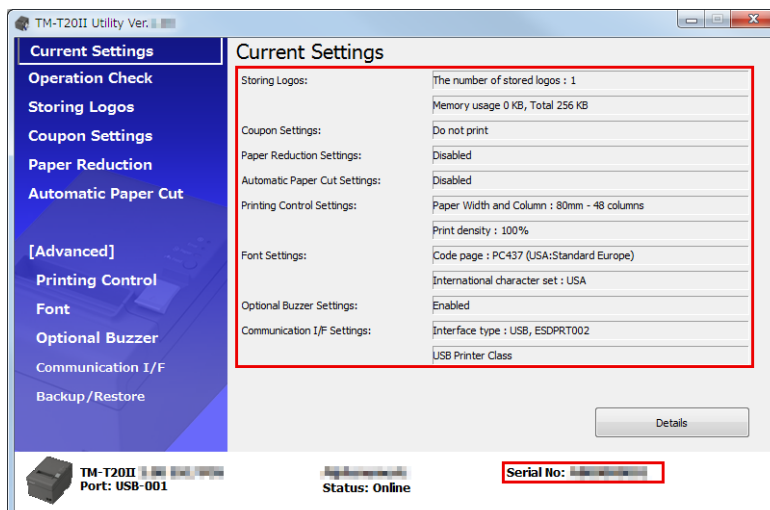 TM-T20II Utility Ver.
Current Settings
Operation Check
Storing Logos
Coupon Settings
Paper Reduction
Automatic Paper Cut
[Advanced]
Printing Control
Font
Optional Buzzer
Communication I/F
Backup/Restore
Current Settings
Storing Logos: The number of stored logos : 1
Memory usage 0 KB, Total 256 KB
Coupon Settings: Do not print
Paper Reduction Settings: Disabled
Automatic Paper Cut Settings: Disabled
Printing Control Settings: Paper Width and Column : 80mm - 48 columns
Print density : 100%
Font Settings: Code page : PC437 (USA:Standard Europe)
International character set : USA
Optional Buzzer Settings: Enabled
Communication I/F Settings: Interface type : USB, ESDPRT002
USB Printer Class
Details
TM-T20II
Port: USB-001
Status: Online
Serial No: